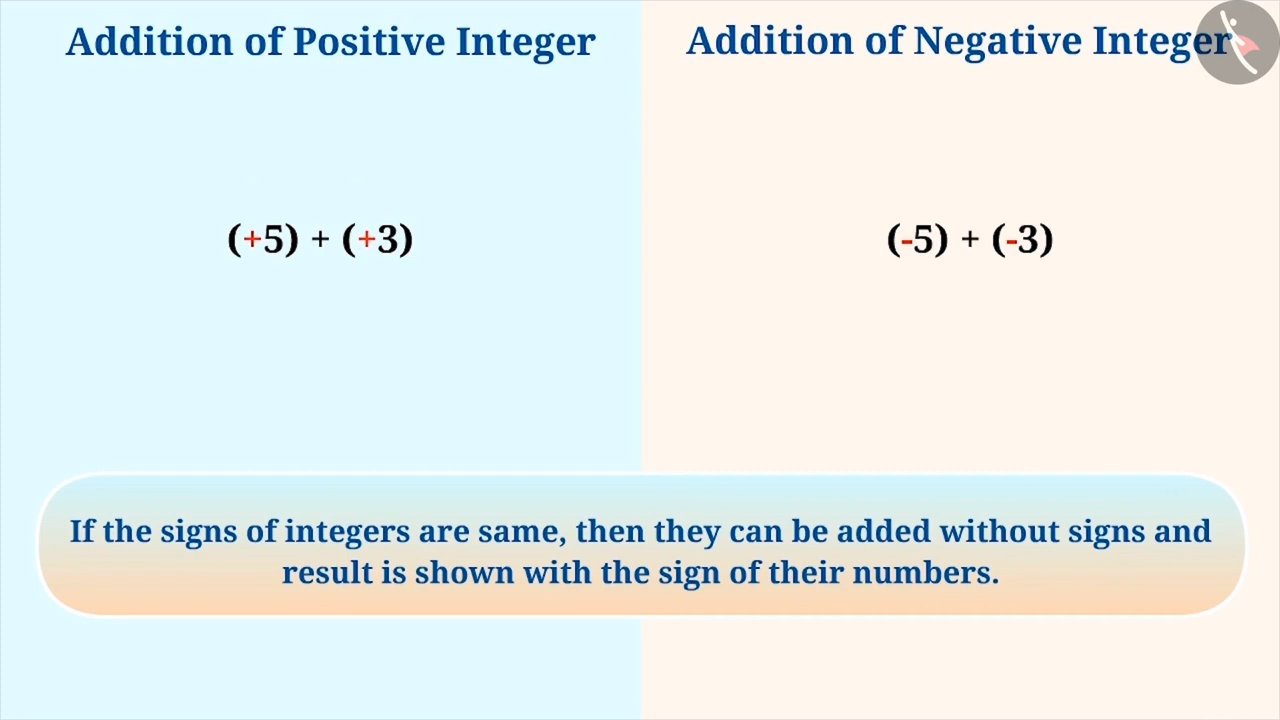 Addition of Positive Integer
Addition of Negative Integer
(+5) + (+3)
(-5) + (-3)
If the signs of integers are same, then they can be added without signs and
result is shown with the sign of their numbers.